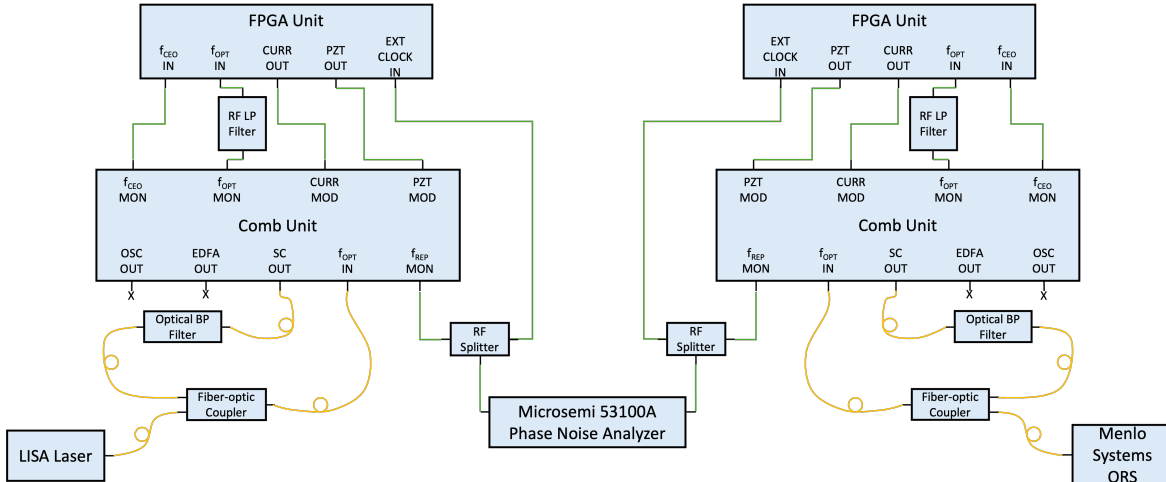 FPGA Unit
fCEO IN
fOPT IN
CURR OUT
PZT OUT
EXT CLOCK IN
RF LP Filter
fCEO MON
fOPT MON
CURR MOD
PZT MOD
Comb Unit
OSC OUT
EDFA OUT
SC OUT
fOPT IN
fREP MON
X
X
Optical BP Filter
Fiber-optic Coupler
LISA Laser
RF Splitter
Microsemi 53100A
Phase Noise Analyzer
FPGA Unit
EXT CLOCK IN
PZT OUT
CURR OUT
fOPT IN
fCEO IN
RF LP Filter
PZT MOD
CURR MOD
fOPT MON
fCEO MON
Comb Unit
fREP MON
fOPT IN
SC OUT
EDFA OUT
OSC OUT
X
X
RF Splitter
Optical BP Filter
Fiber-optic Coupler
Menlo
Systems
ORS